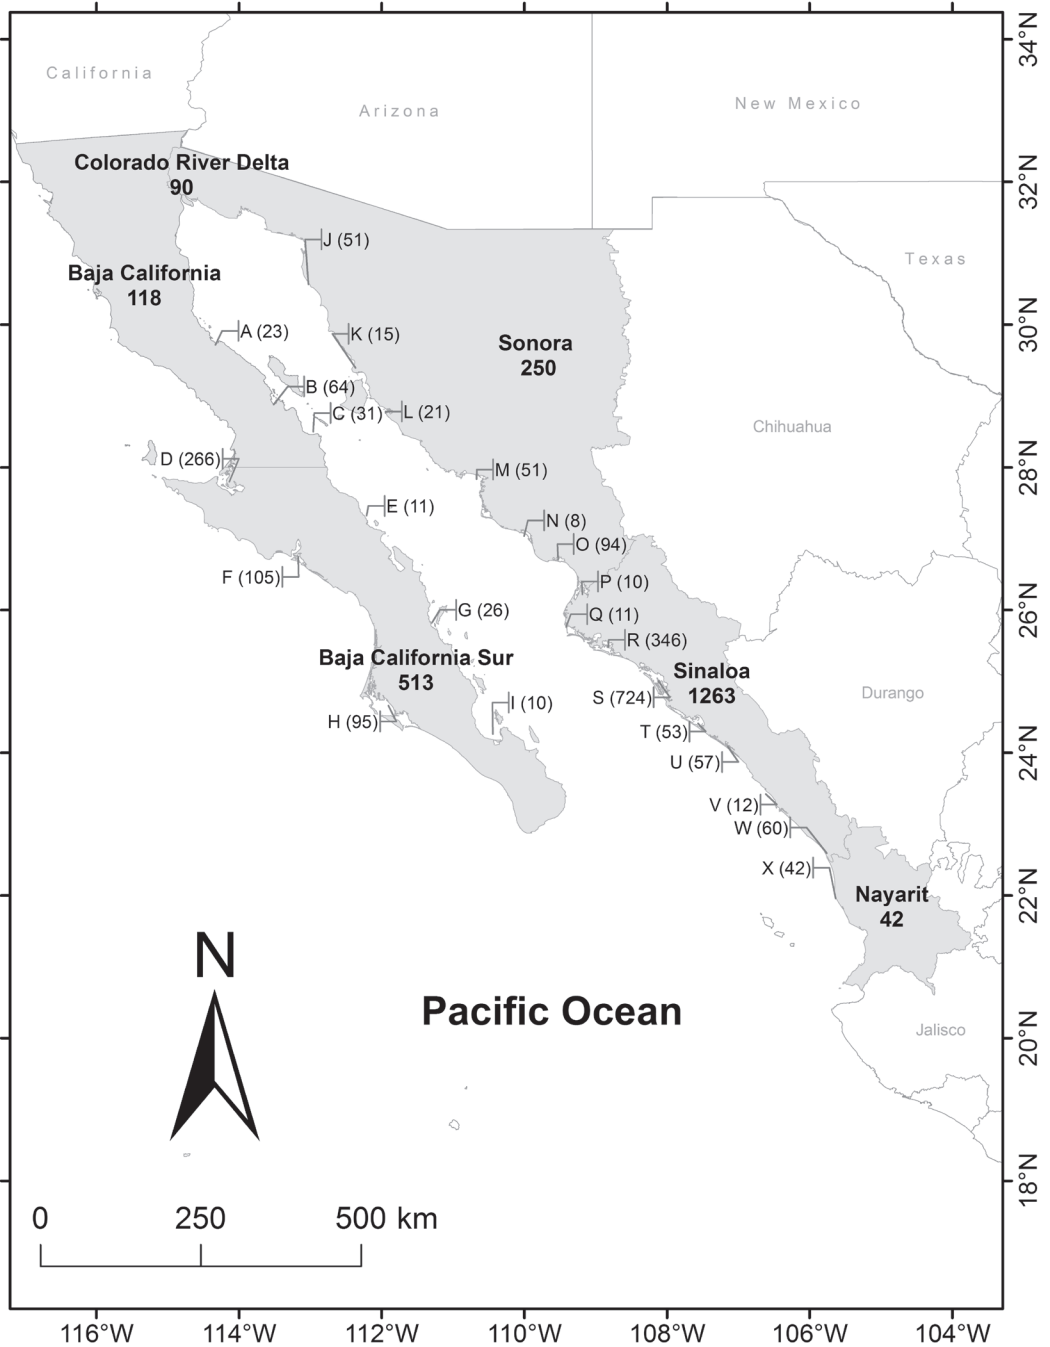 California
Arizona
New Mexico
34°N
Colorado River Delta
90
32°N
J (51)
Texas
Baja California
118
A (23)
K (15)
Sonora
250
30°N
B (64)
C (31)
L (21)
Chihuahua
D (266)
M (51)
28°N
E (11)
N (8)
O (94)
F (105)
P (10)
G (26)
Q (11)
26°N
R (346)
Baja California Sur
513
Sinaloa
1263
S (724)
Durango
I (10)
H (95)
T (53)
24°N
U (57)
V (12)
W (60)
X (42)
Nayarit
42
22°N
N
Pacific Ocean
Jalisco
20°N
18°N
0 250 500 km
116°W 114°W 112°W 110°W 108°W 106°W 104°W